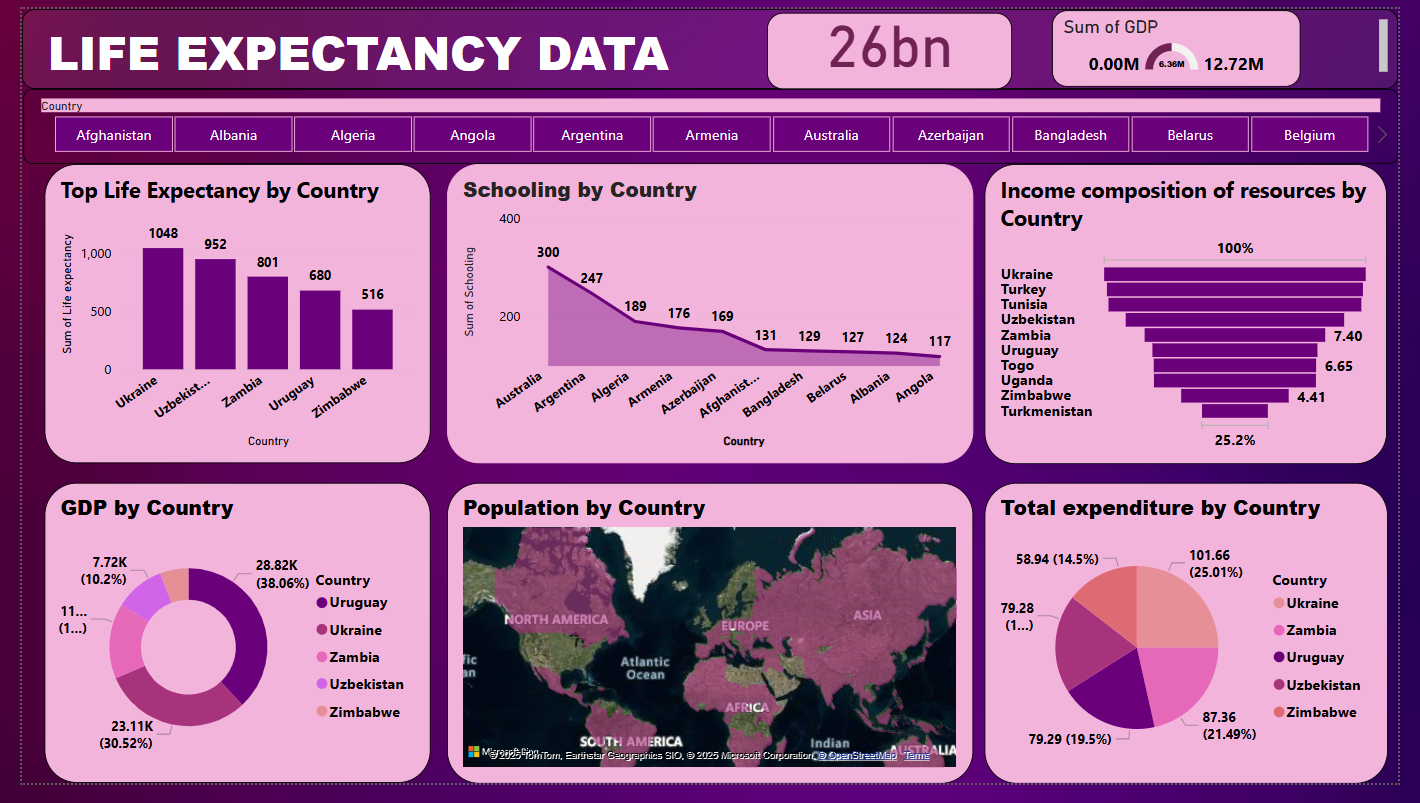 LIFE EXPECTANCY DATA
26bn
Sum of GDP
0.00M
6.36M
12.72M
Country
Afghanistan
Albania
Algeria
Angola
Argentina
Armenia
Australia
Azerbaijan
Bangladesh
Belarus
Belgium
Top Life Expectancy by Country
Sum of Life expectancy
1,000
500
0
1048
952
801
680
516
Ukraine
Uzbekist...
Zambia
Uruguay
Zimbabwe
Country
Schooling by Country
Sum of Schooling
400
200
300
247
189
176
169
131
129
127
124
117
Australia
Argentina
Algeria
Armenia
Azerbaijan
Afghanist...
Bangladesh
Belarus
Albania
Angola
Country
Income composition of resources by
Country
100%
Ukraine
Turkey
Tunisia
Uzbekistan
Zambia
7.40
Uruguay
Togo
6.65
Uganda
Zimbabwe
4.41
Turkmenistan
25.2%
GDP by Country
28.82K
(38.06%)
23.11K
(30.52%)
11...
(1...)
7.72K
(10.2%)
Country
Uruguay
Ukraine
Zambia
Uzbekistan
Zimbabwe
Population by Country
NORTH AMERICA
EUROPE
ASIA
fic
an
Atlantic
Ocean
AFRICA
SOUTH AMERICA
Indian
AUSTRALIA
Microsoft Bing
© 2025 TomTom, Earthstar Geographics SIO, © 2025 Microsoft Corporation, © OpenStreetMap Terms
Total expenditure by Country
101.66
(25.01%)
87.36
(21.49%)
79.29 (19.5%)
79.28
(1...)
58.94 (14.5%)
Country
Ukraine
Zambia
Uruguay
Uzbekistan
Zimbabwe